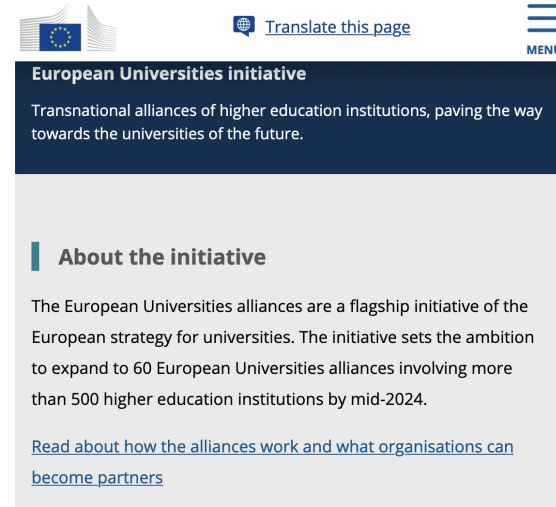 Translate this page
MENU
European Universities initiative
Transnational alliances of higher education institutions, paving the way
towards the universities of the future.
About the initiative
The European Universities alliances are a flagship initiative of the
European strategy for universities. The initiative sets the ambition
to expand to 60 European Universities alliances involving more
than 500 higher education institutions by mid-2024.
Read about how the alliances work and what organisations can
become partners